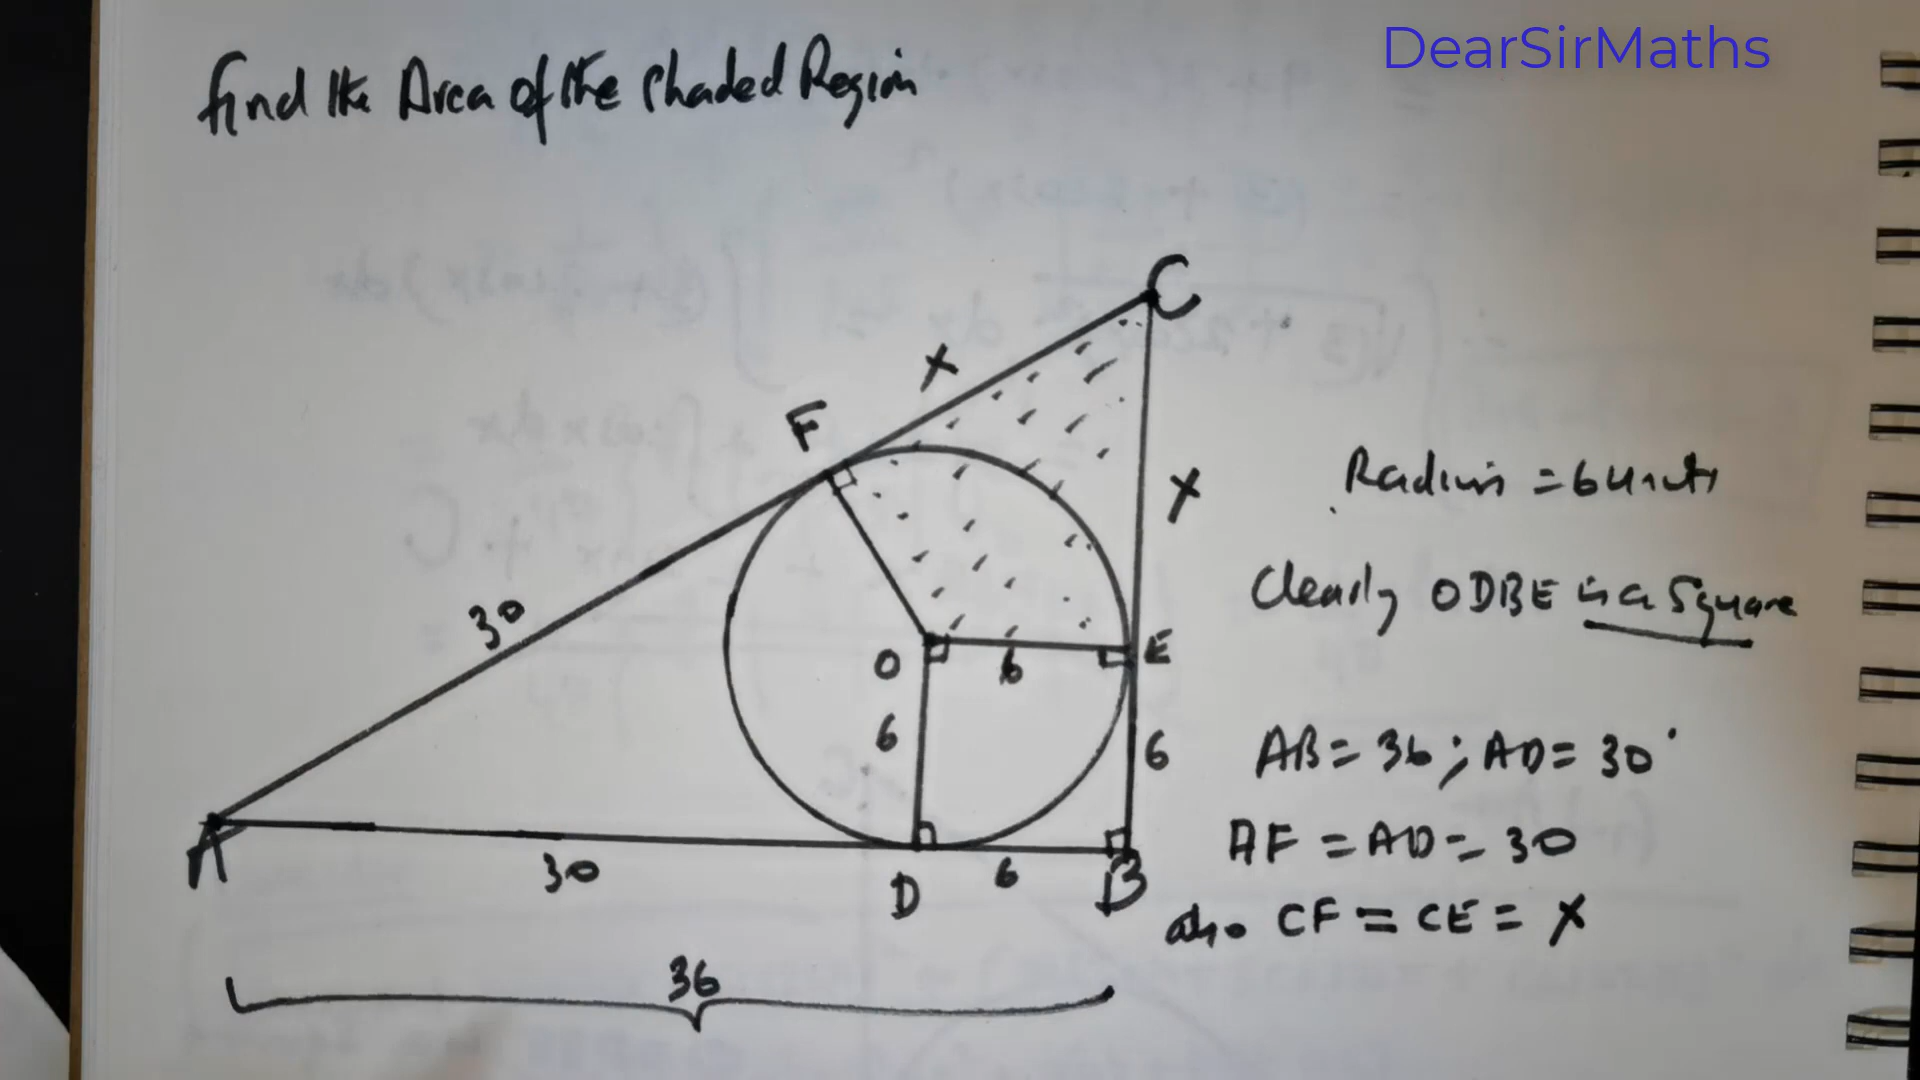 DearSirMaths
find the Area of the shaded Region
C
x
F
x
30
Radius = 6 units
Clearly ODBE is a Square
O
6
E
6
6
AB = 36; AD = 30
A
30
D
6
B
AF = AD = 30
also CF = CE = x
36